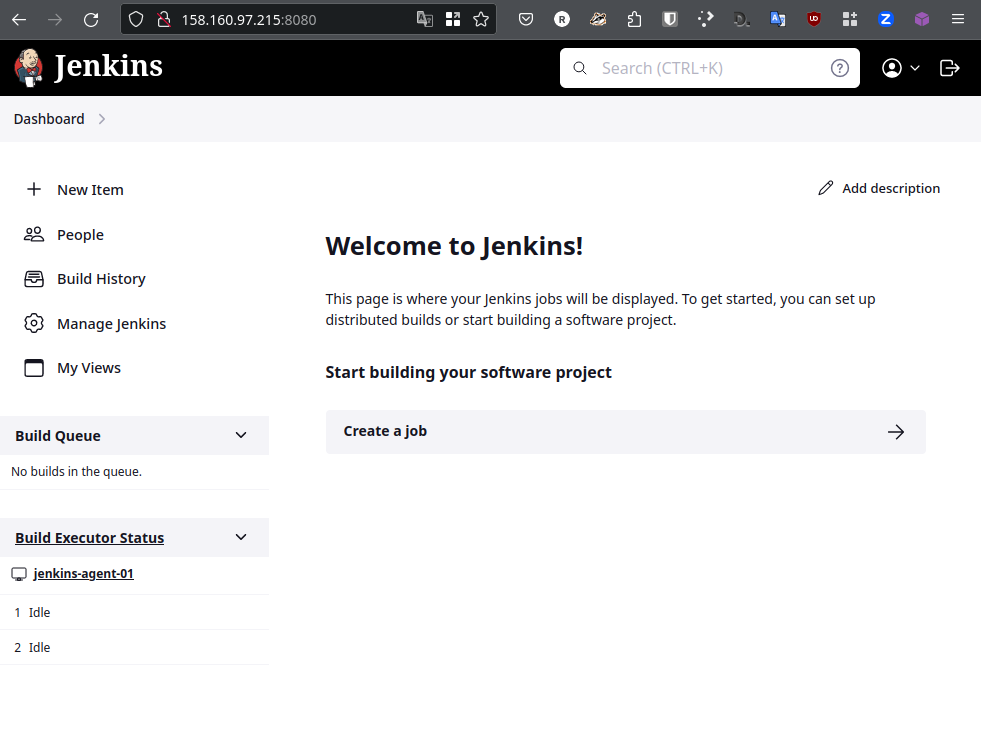 158.160.97.215:8080
Jenkins
Search (CTRL+K)
Dashboard
New Item
People
Build History
Manage Jenkins
My Views
Build Queue
No builds in the queue.
Build Executor Status
jenkins-agent-01
1 Idle
2 Idle
Add description
Welcome to Jenkins!
This page is where your Jenkins jobs will be displayed. To get started, you can set up
distributed builds or start building a software project.
Start building your software project
Create a job